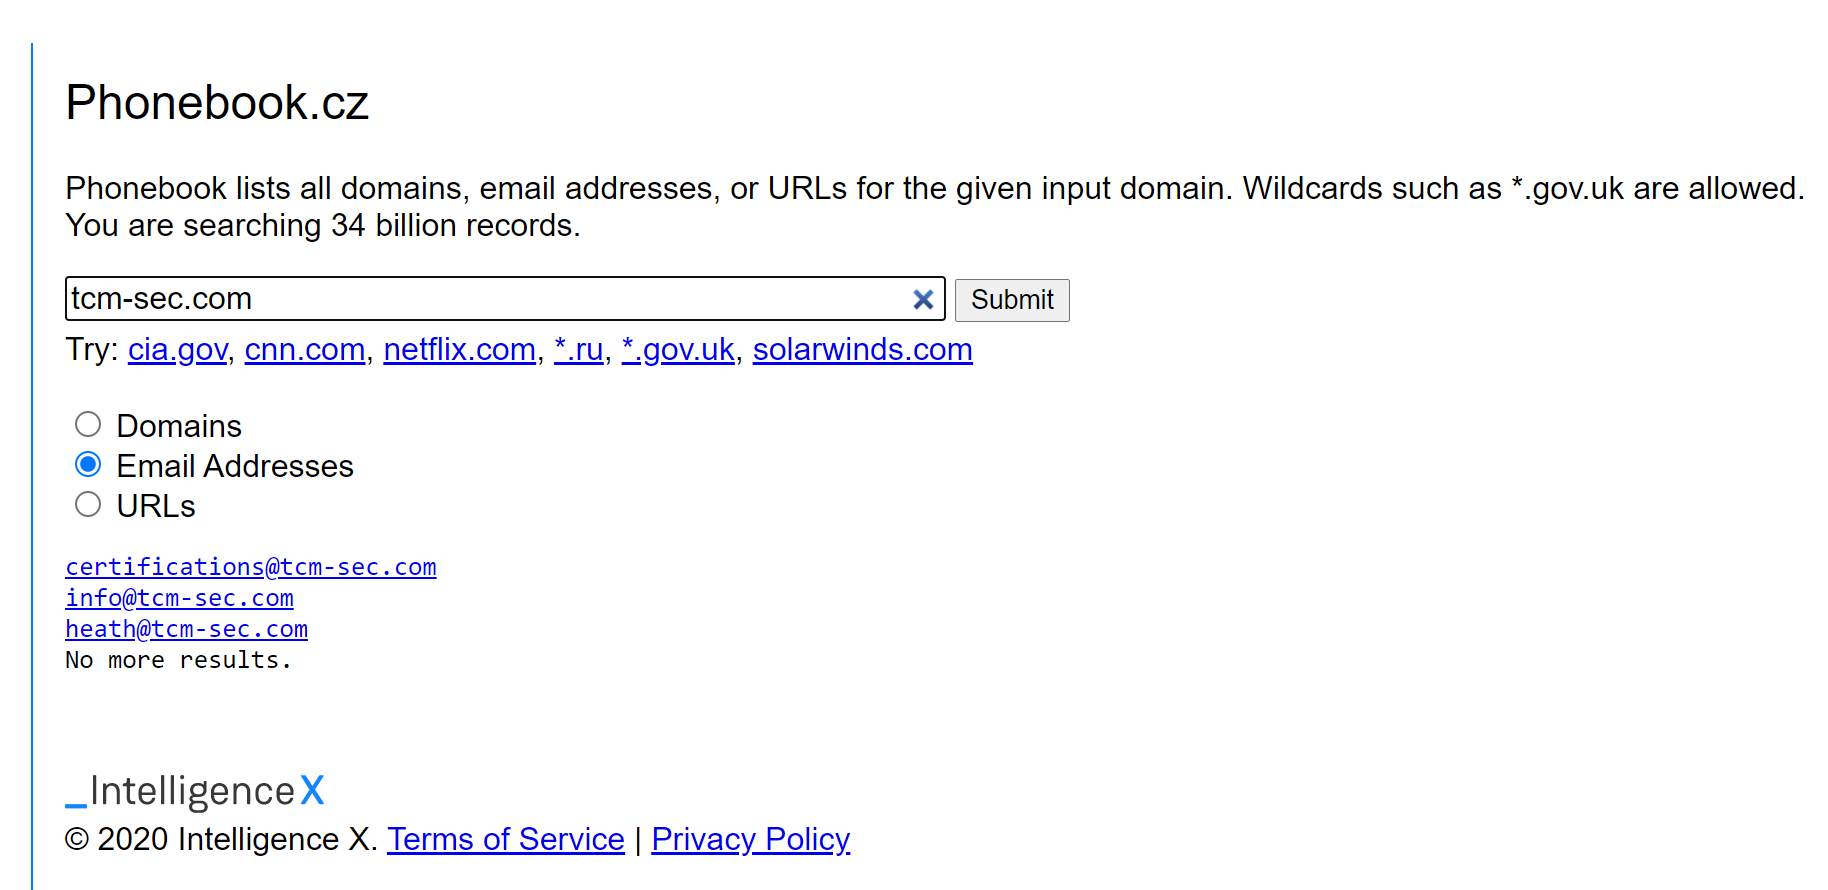 Phonebook.cz
Phonebook lists all domains, email addresses, or URLs for the given input domain. Wildcards such as *.gov.uk are allowed.
You are searching 34 billion records.
tcm-sec.com
Submit
Try: cia.gov, cnn.com, netflix.com, *.ru, *.gov.uk, solarwinds.com
Domains
Email Addresses
URLs
certifications@tcm-sec.com
info@tcm-sec.com
heath@tcm-sec.com
No more results.
_IntelligenceX
© 2020 Intelligence X. Terms of Service | Privacy Policy